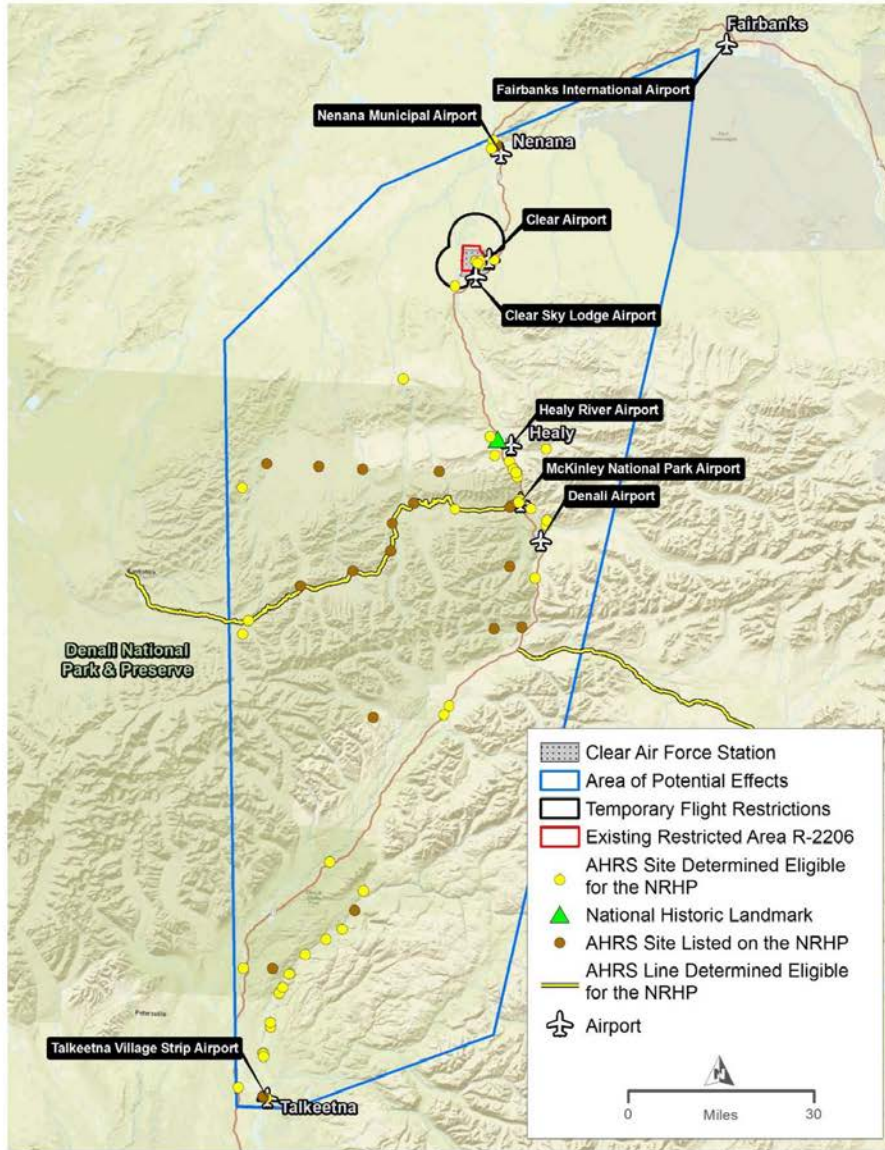 Fairbanks
Fairbanks International Airport
Nenana Municipal Airport
Nenana
Clear Airport
Clear Sky Lodge Airport
Healy River Airport
Healy
McKinley National Park Airport
Denali Airport
Denali National
Park & Preserve
Petersville
Talkeetna Village Strip Airport
Talkeetna
Clear Air Force Station
Area of Potential Effects
Temporary Flight Restrictions
Existing Restricted Area R-2206
AHRS Site Determined Eligible
for the NRHP
National Historic Landmark
AHRS Site Listed on the NRHP
AHRS Line Determined Eligible
for the NRHP
Airport
N
0
30
Miles